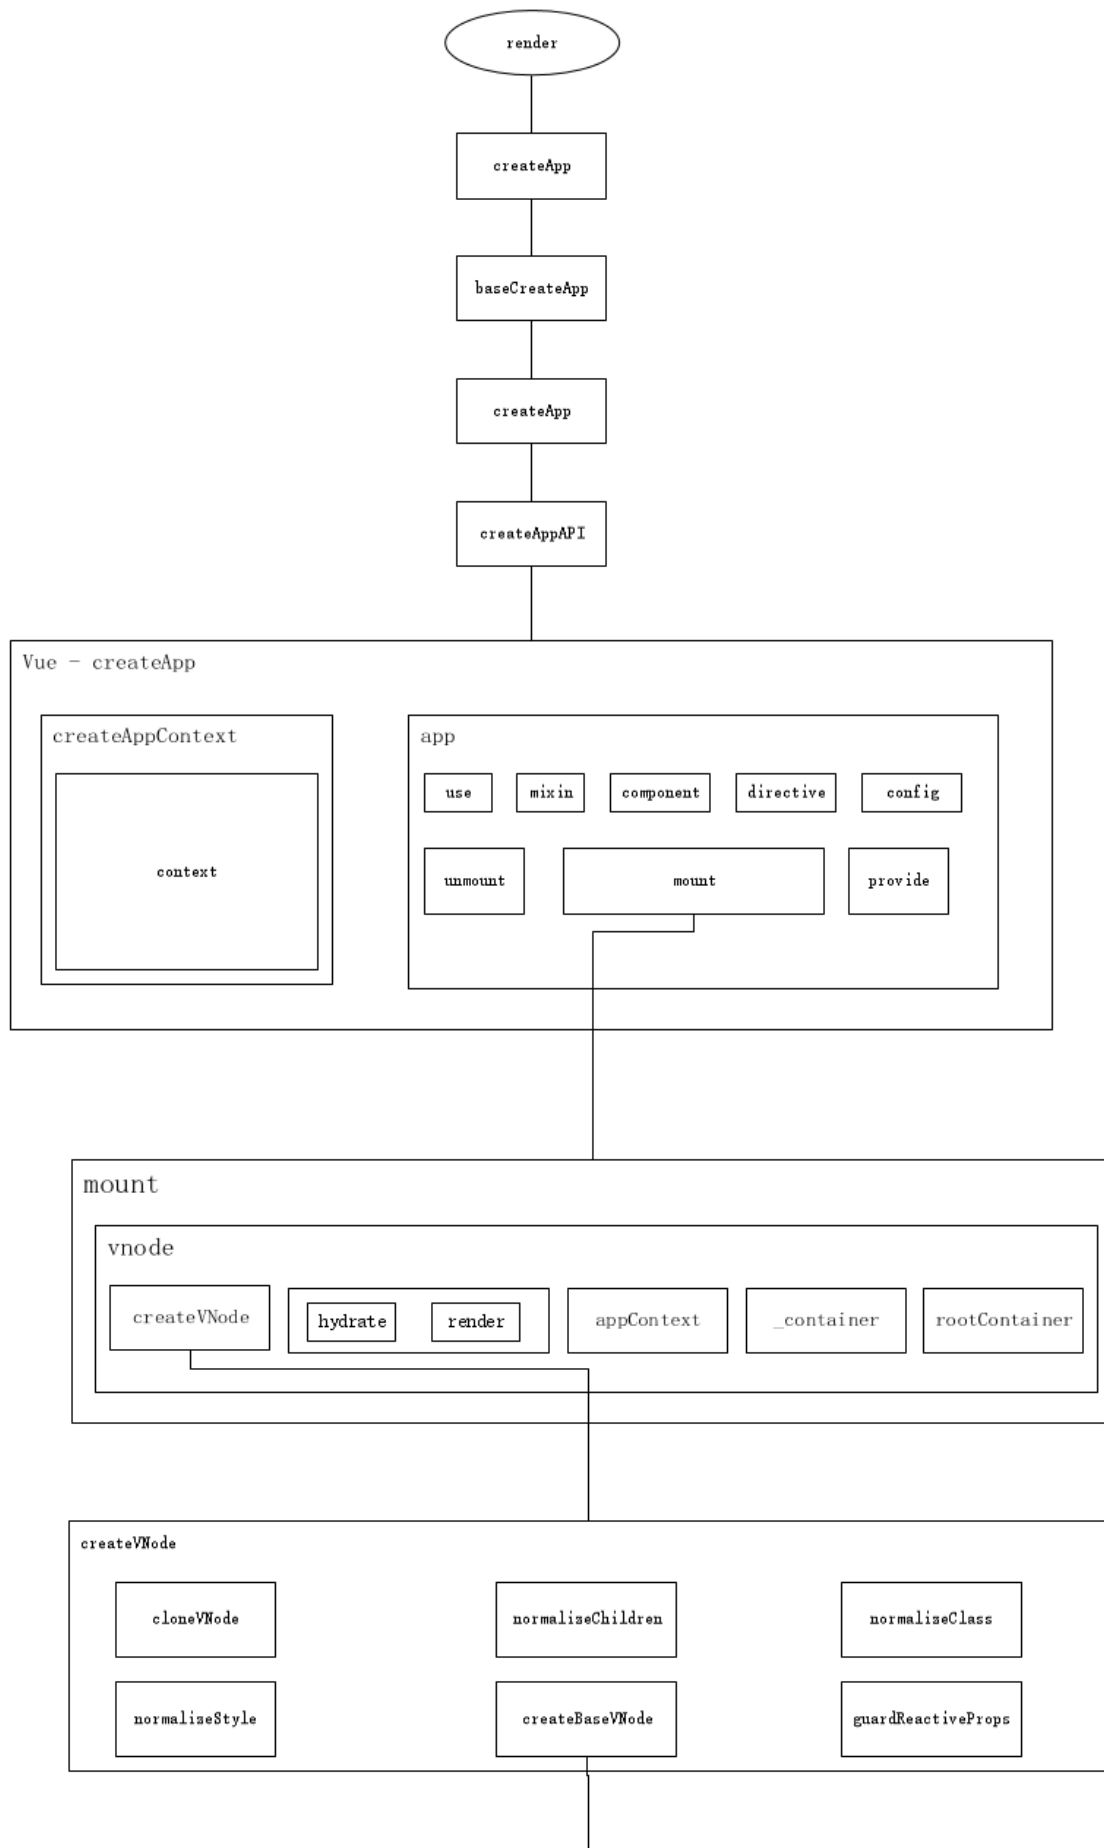 render
createApp
baseCreateApp
createApp
createAppAPI
Vue - createApp
createAppContext
context
app
use
mixin
component
directive
config
unmount
mount
provide
mount
vnode
createVNode
hydrate
render
appContext
_container
rootContainer
createVNode
cloneVNode
normalizeChildren
normalizeClass
normalizeStyle
createBaseVNode
guardReactiveProps